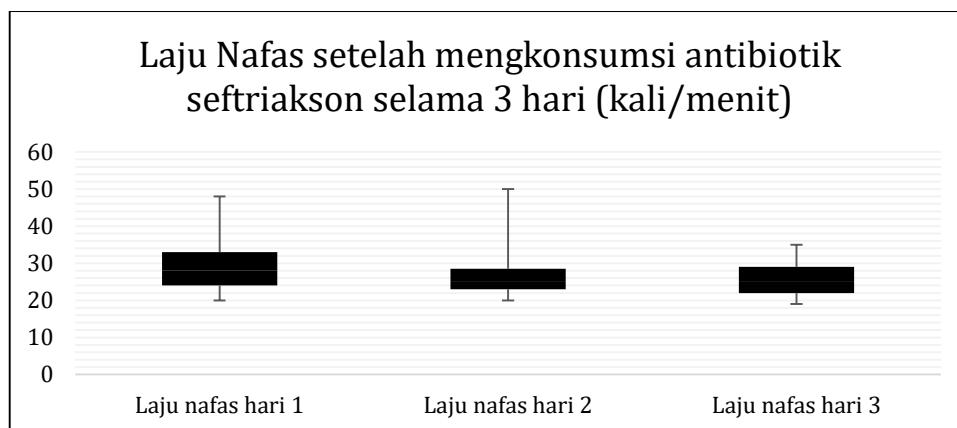 Laju Nafas setelah mengkonsumsi antibiotik
seftriakson selama 3 hari (kali/menit)
60
50
40
30
20
10
0
Laju nafas hari 1
Laju nafas hari 2
Laju nafas hari 3